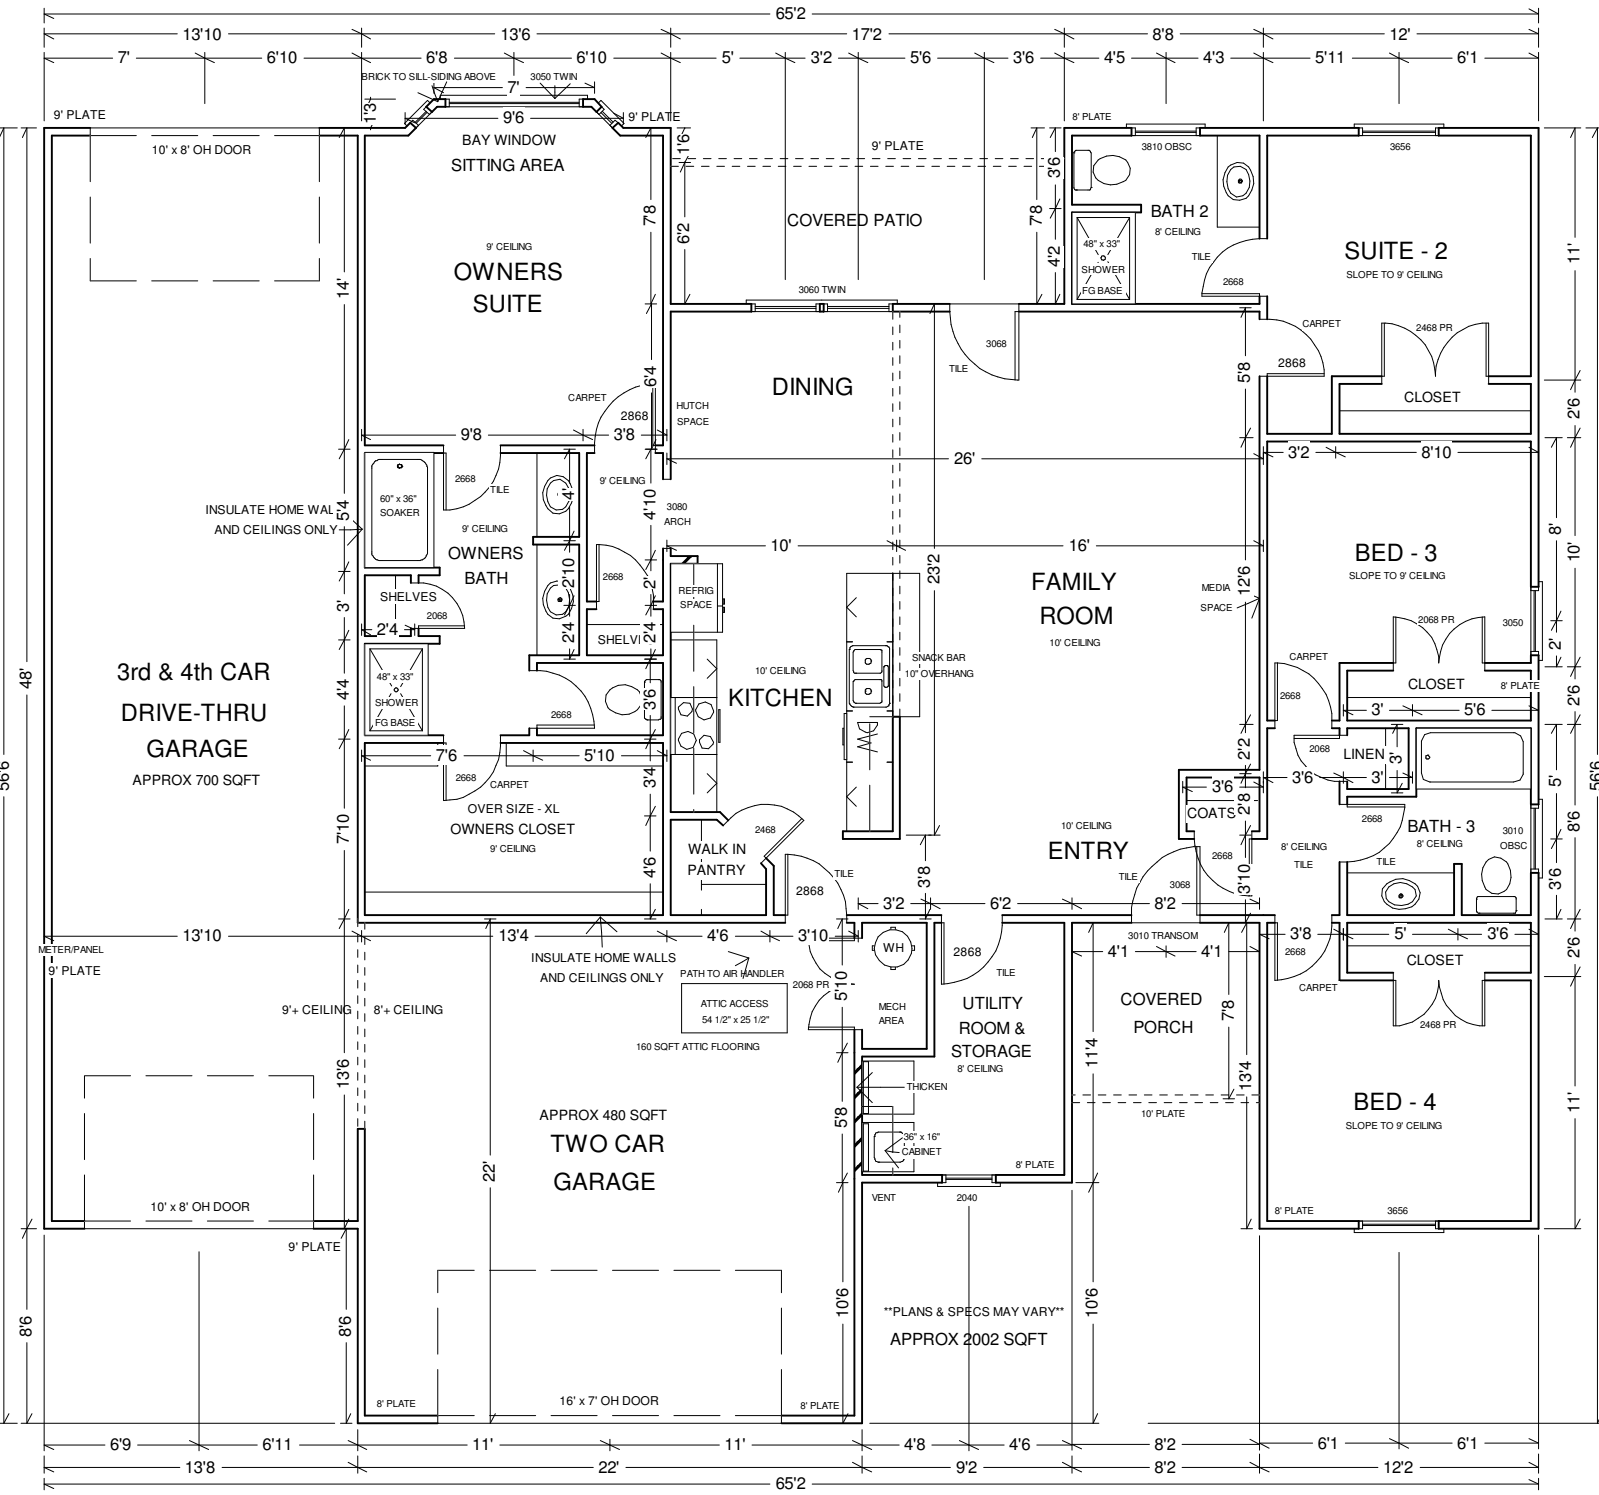 65'2
13'10 13'6 17'2 8'8 12'
7' 6'10 6'8 6'10 5' 3'2 5'6 3'6 4'5 4'3 5'11 6'1
BRICK TO SILL-SIDING ABOVE 3050 TWIN
7'
1'3
9'6
9' PLATE
9' PLATE
8' PLATE
10' x 8' OH DOOR
BAY WINDOW
SITTING AREA
1'6
9' PLATE
3'6
3810 OBSC
3656
7'8
6'2
COVERED PATIO
7'8
4'2
BATH 2
8' CEILING
48" x 33"
SHOWER
FG BASE
TILE
2668
SUITE - 2
SLOPE TO 9' CEILING
11'
9' CEILING
OWNERS
SUITE
14'
3060 TWIN
3068
TILE
CARPET
2868
2468 PR
CLOSET
2'6
5'8
DINING
6'4
CARPET
2868
HUTCH
SPACE
9'8 3'8
26'
3'2 8'10
60" x 36"
SOAKER
2668
TILE
4'
9' CEILING
4'10
3080
ARCH
INSULATE HOME WAL
AND CEILINGS ONLY
5'4
9' CEILING
OWNERS
BATH
2'10
2668
2'
10' 16'
23'2
12'6
8'
10'
BED - 3
SLOPE TO 9' CEILING
FAMILY
ROOM
10' CEILING
MEDIA
SPACE
REFRIG
SPACE
SHELVES
2068
3'
2'4
2'4
SHELVE
2'4
2068 PR
3050
2'
SNACK BAR
10" OVERHANG
10' CEILING
KITCHEN
CARPET
2668
CLOSET
8' PLATE
2'6
3' 5'6
48'
3rd & 4th CAR
DRIVE-THRU
GARAGE
APPROX 700 SQFT
4'4
48" x 33"
SHOWER
FG BASE
2668
3'6
7'6 5'10
2668
CARPET
3'4
2'2
2068
LINEN
3'
3'6 3'
5'
56'6
56'6
OVER SIZE - XL
OWNERS CLOSET
9' CEILING
7'10
4'6
2468
WALK IN
PANTRY
3'6
COATS
2'8
2668
BATH - 3
8' CEILING
3010
OBSC
8'6
10' CEILING
ENTRY
8' CEILING
TILE
TILE
2668
3'10
3'6
2868
TILE
3'8
TILE
3068
3'2 6'2 8'2
13'10 13'4 4'6 3'10
METER/PANEL
9' PLATE
INSULATE HOME WALLS
AND CEILINGS ONLY
PATH TO AIR HANDLER
2068 PR
5'10
WH
2868
TILE
3010 TRANSOM
4'1 4'1
3'8 5' 3'6
2668
CLOSET
2'6
CARPET
2468 PR
9'+ CEILING 8'+ CEILING
ATTIC ACCESS
54 1/2" x 25 1/2"
160 SQFT ATTIC FLOORING
MECH
AREA
UTILITY
ROOM &
STORAGE
8' CEILING
COVERED
PORCH
7'8
11'4
13'4
13'6
THICKEN
10' PLATE
BED - 4
SLOPE TO 9' CEILING
11'
APPROX 480 SQFT
TWO CAR
GARAGE
5'8
36" x 16"
CABINET
8' PLATE
22'
VENT
2040
10' x 8' OH DOOR
8' PLATE
3656
9' PLATE
8'6
8'6
10'6
**PLANS & SPECS MAY VARY**
APPROX 2002 SQFT
10'6
8' PLATE
16' x 7' OH DOOR
8' PLATE
6'9 6'11 11' 11' 4'8 4'6 8'2 6'1 6'1
13'8 22' 9'2 8'2 12'2
65'2